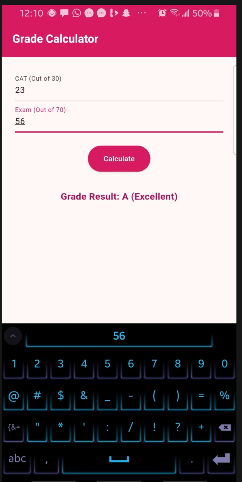 12:10 50%
Grade Calculator
CAT (Out of 30)
23
Exam (Out of 70)
56
Calculate
Grade Result: A (Excellent)
56
1 2 3 4 5 6 7 8 9 0
@ # $ & _ - ( ) = %
{&= " * ' : / ! ? +
abc , .